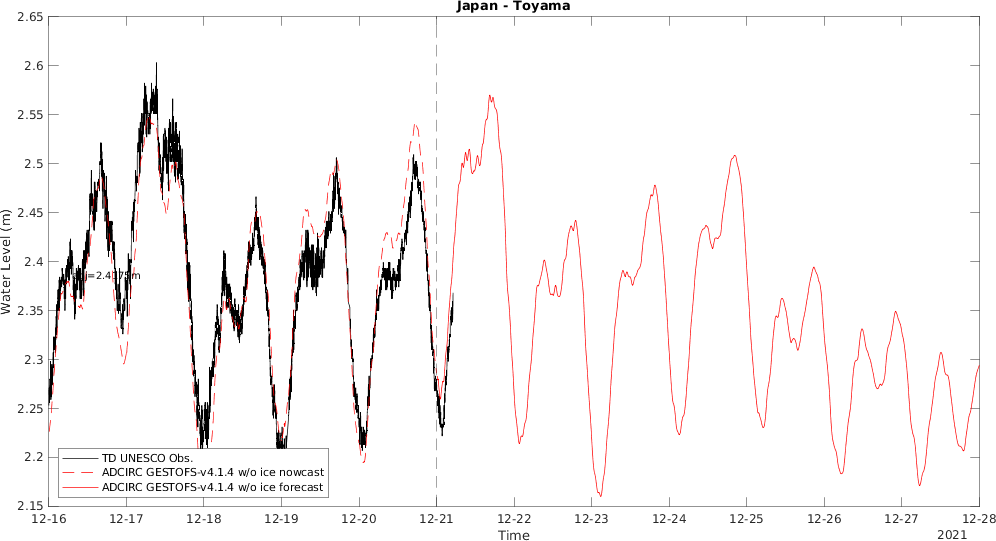 Japan - Toyama
2.65
2.6
2.55
2.5
2.45
2.4
2.35
2.3
2.25
2.2
2.15
Water Level (m)
TD UNESCO Obs.
ADCIRC GESTOFS-v4.1.4 w/o ice nowcast
ADCIRC GESTOFS-v4.1.4 w/o ice forecast
12-16 12-17 12-18 12-19 12-20 12-21 12-22 12-23 12-24 12-25 12-26 12-27 12-28
Time
2021